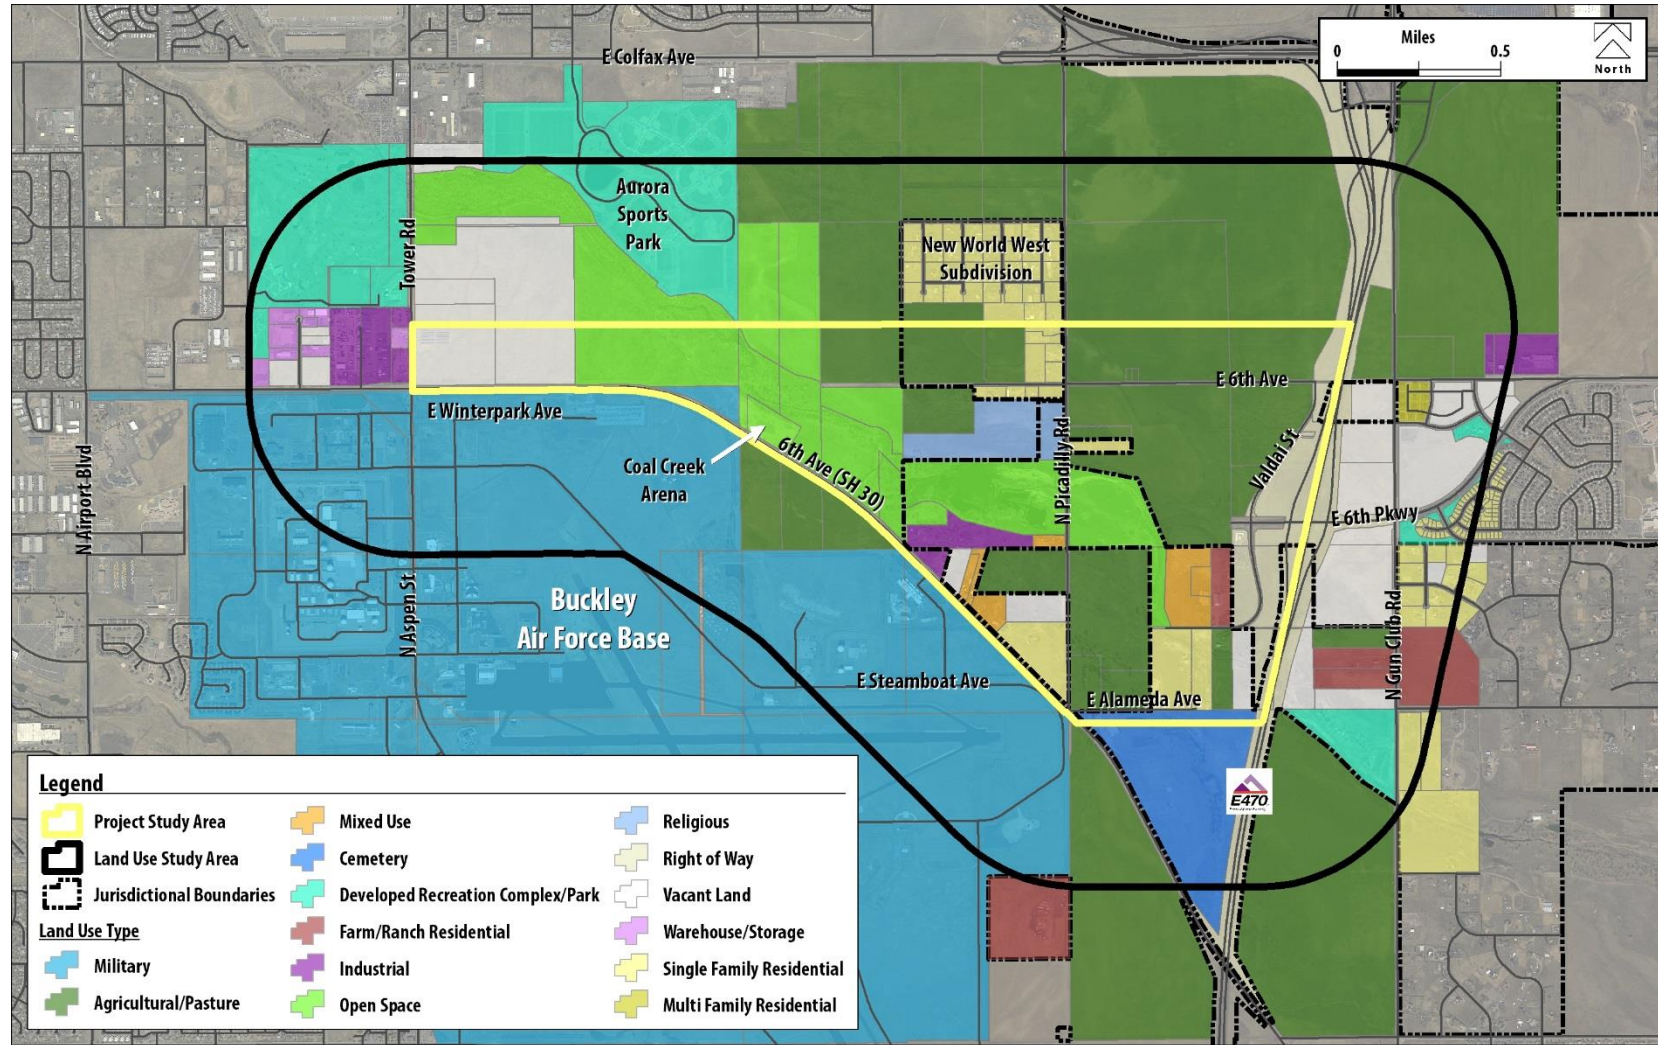 E Colfax Ave
Miles
0
0.5
North
Aurora
Sports
Park
Tower Rd
New World West
Subdivision
E 6th Ave
E Winterpark Ave
N Airport Blvd
Coal Creek
Arena
6th Ave (SH 30)
N Picadilly Rd
Valdai St
E 6th Pkwy
N Aspen St
Buckley
Air Force Base
N Gun Club Rd
E Steamboat Ave
E Alameda Ave
E470
Legend
Project Study Area
Land Use Study Area
Jurisdictional Boundaries
Land Use Type
Military
Agricultural/Pasture
Mixed Use
Cemetery
Developed Recreation Complex/Park
Farm/Ranch Residential
Industrial
Open Space
Religious
Right of Way
Vacant Land
Warehouse/Storage
Single Family Residential
Multi Family Residential